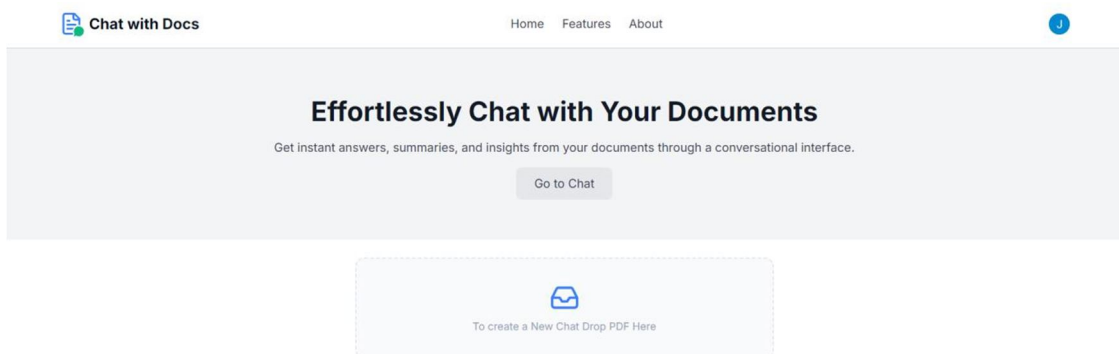 Chat with Docs
Home Features About
J
Effortlessly Chat with Your Documents
Get instant answers, summaries, and insights from your documents through a conversational interface.
Go to Chat
To create a New Chat Drop PDF Here